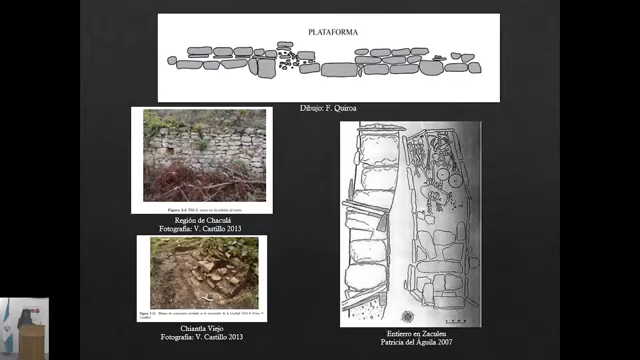 PLATAFORMA
Dibujo: F. Quiroa
Región de Chaculá
Fotografía: V. Castillo 2013
Chiantla Viejo
Fotografía: V. Castillo 2013
Entierro en Zaculeu
Patricia del Águila 2007